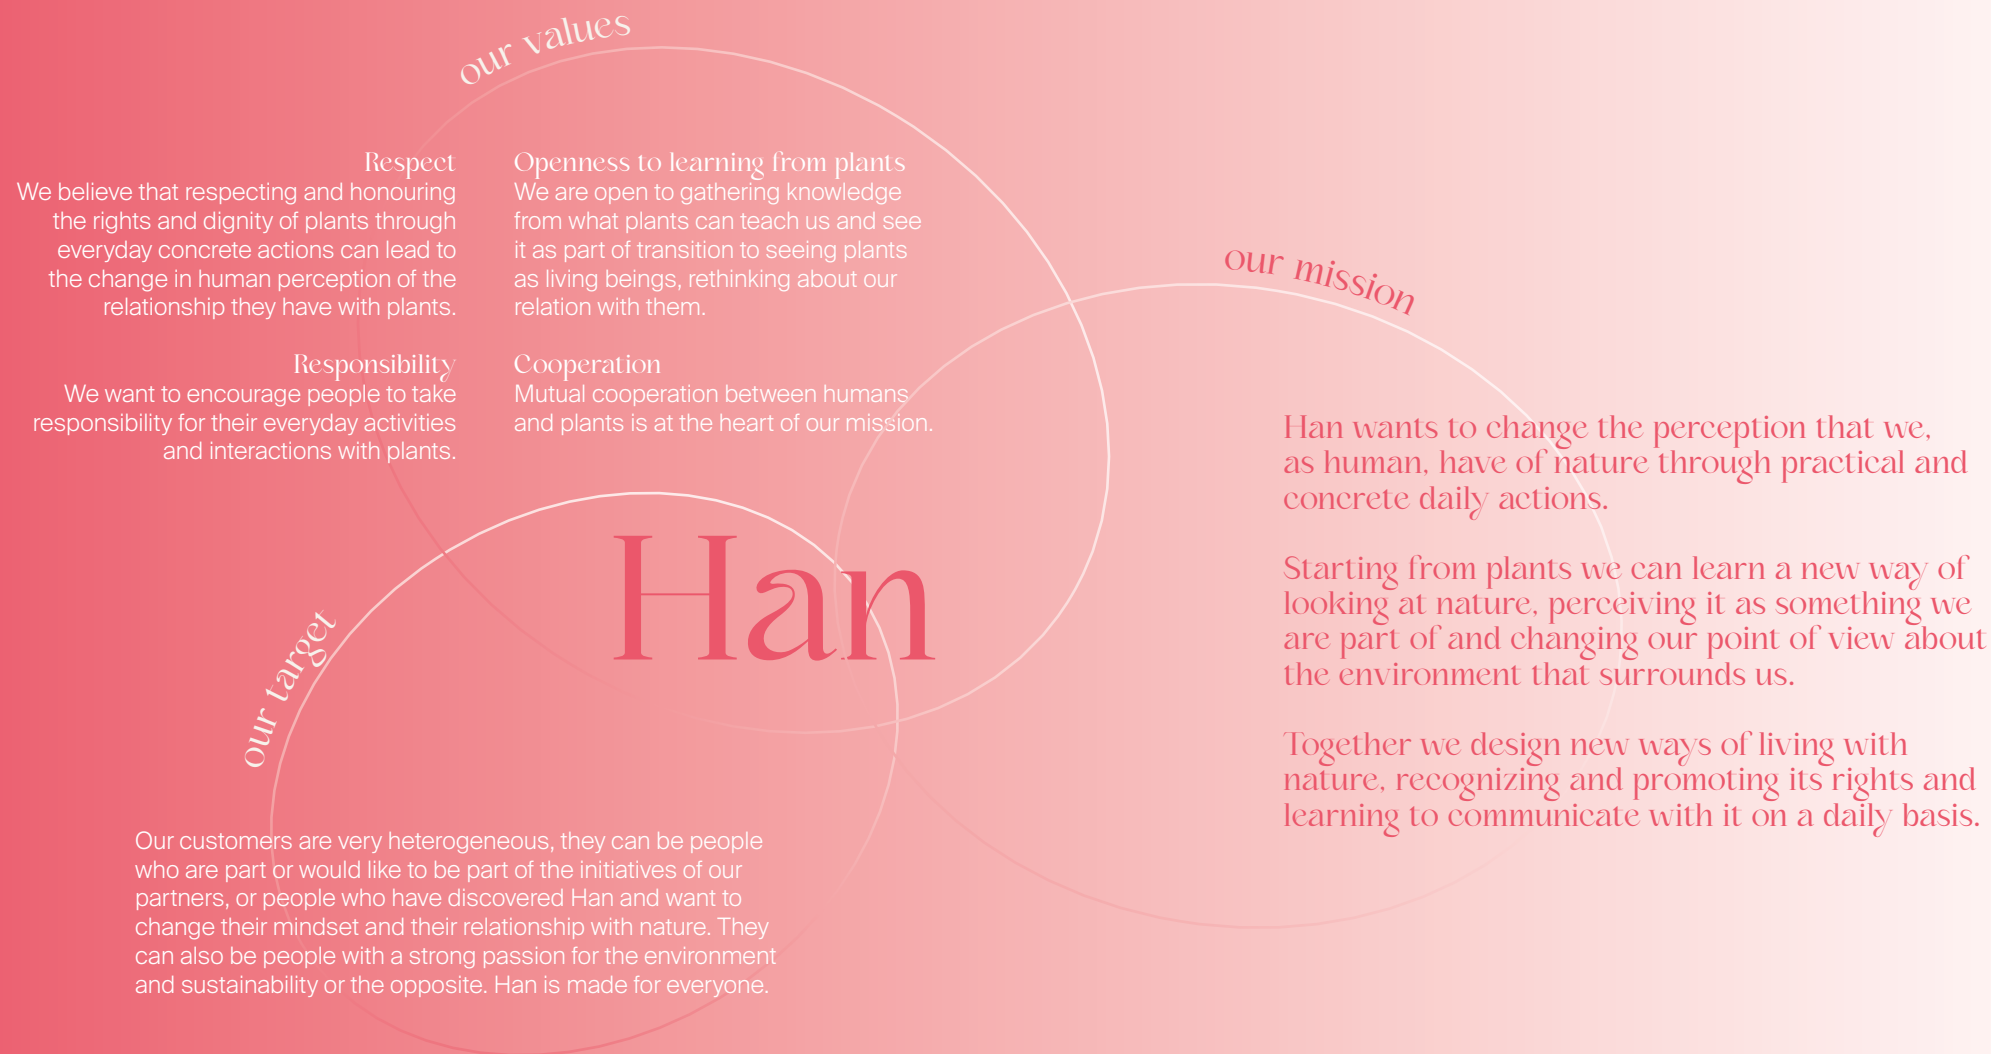 our values
Respect
We believe that respecting and honouring
the rights and dignity of plants through
everyday concrete actions can lead to
the change in human perception of the
relationship they have with plants.
Responsibility
We want to encourage people to take
responsibility for their everyday activities
and interactions with plants.
Openness to learning from plants
We are open to gathering knowledge
from what plants can teach us and see
it as part of transition to seeing plants
as living beings, rethinking about our
relation with them.
Cooperation
Mutual cooperation between humans
and plants is at the heart of our mission.
Han
our target
Our customers are very heterogeneous, they can be people
who are part or would like to be part of the initiatives of our
partners, or people who have discovered Han and want to
change their mindset and their relationship with nature. They
can also be people with a strong passion for the environment
and sustainability or the opposite. Han is made for everyone.
our mission
Han wants to change the perception that we,
as human, have of nature through practical and
concrete daily actions.
Starting from plants we can learn a new way of
looking at nature, perceiving it as something we
are part of and changing our point of view about
the environment that surrounds us.
Together we design new ways of living with
nature, recognizing and promoting its rights and
learning to communicate with it on a daily basis.